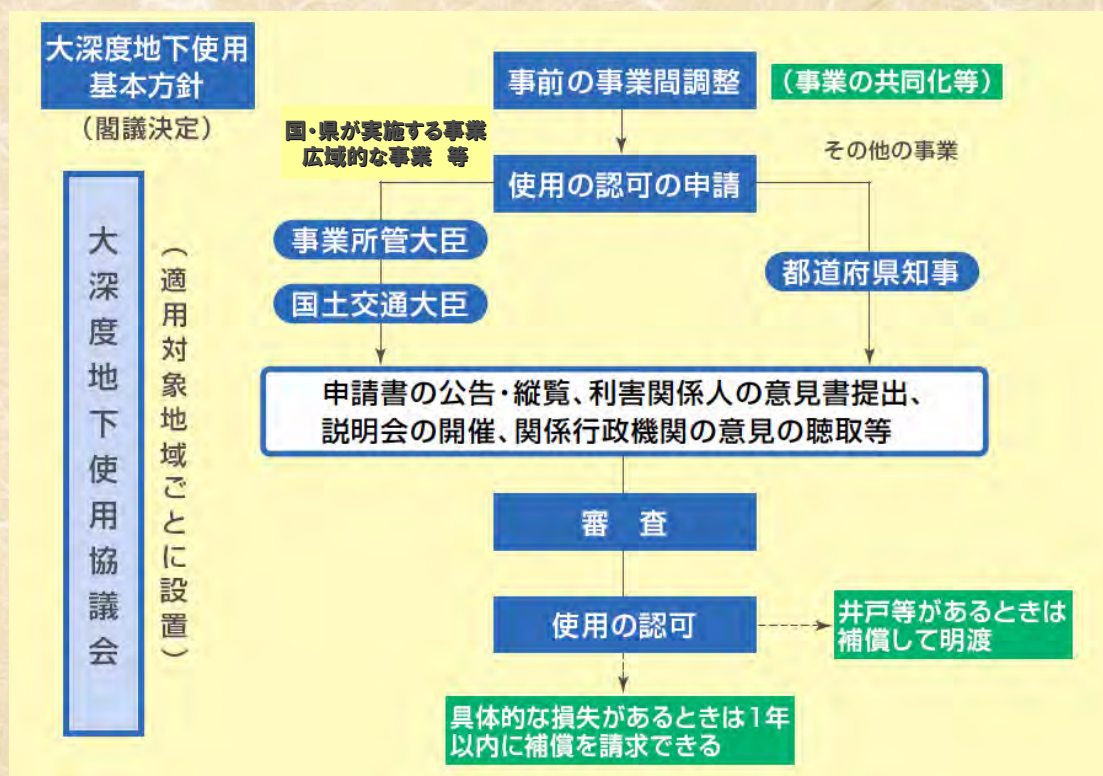 大深度地下使用
基本方針
（閣議決定）
大深度地下使用協議会
（適用対象地域ごとに設置）
事前の事業間調整
（事業の共同化等）
国・県が実施する事業
広域的な事業　等
その他の事業
使用の認可の申請
事業所管大臣
国土交通大臣
都道府県知事
申請書の公告・縦覧、利害関係人の意見書提出、
説明会の開催、関係行政機関の意見の聴取等
審　査
使用の認可
井戸等があるときは
補償して明渡
具体的な損失があるときは1年
以内に補償を請求できる